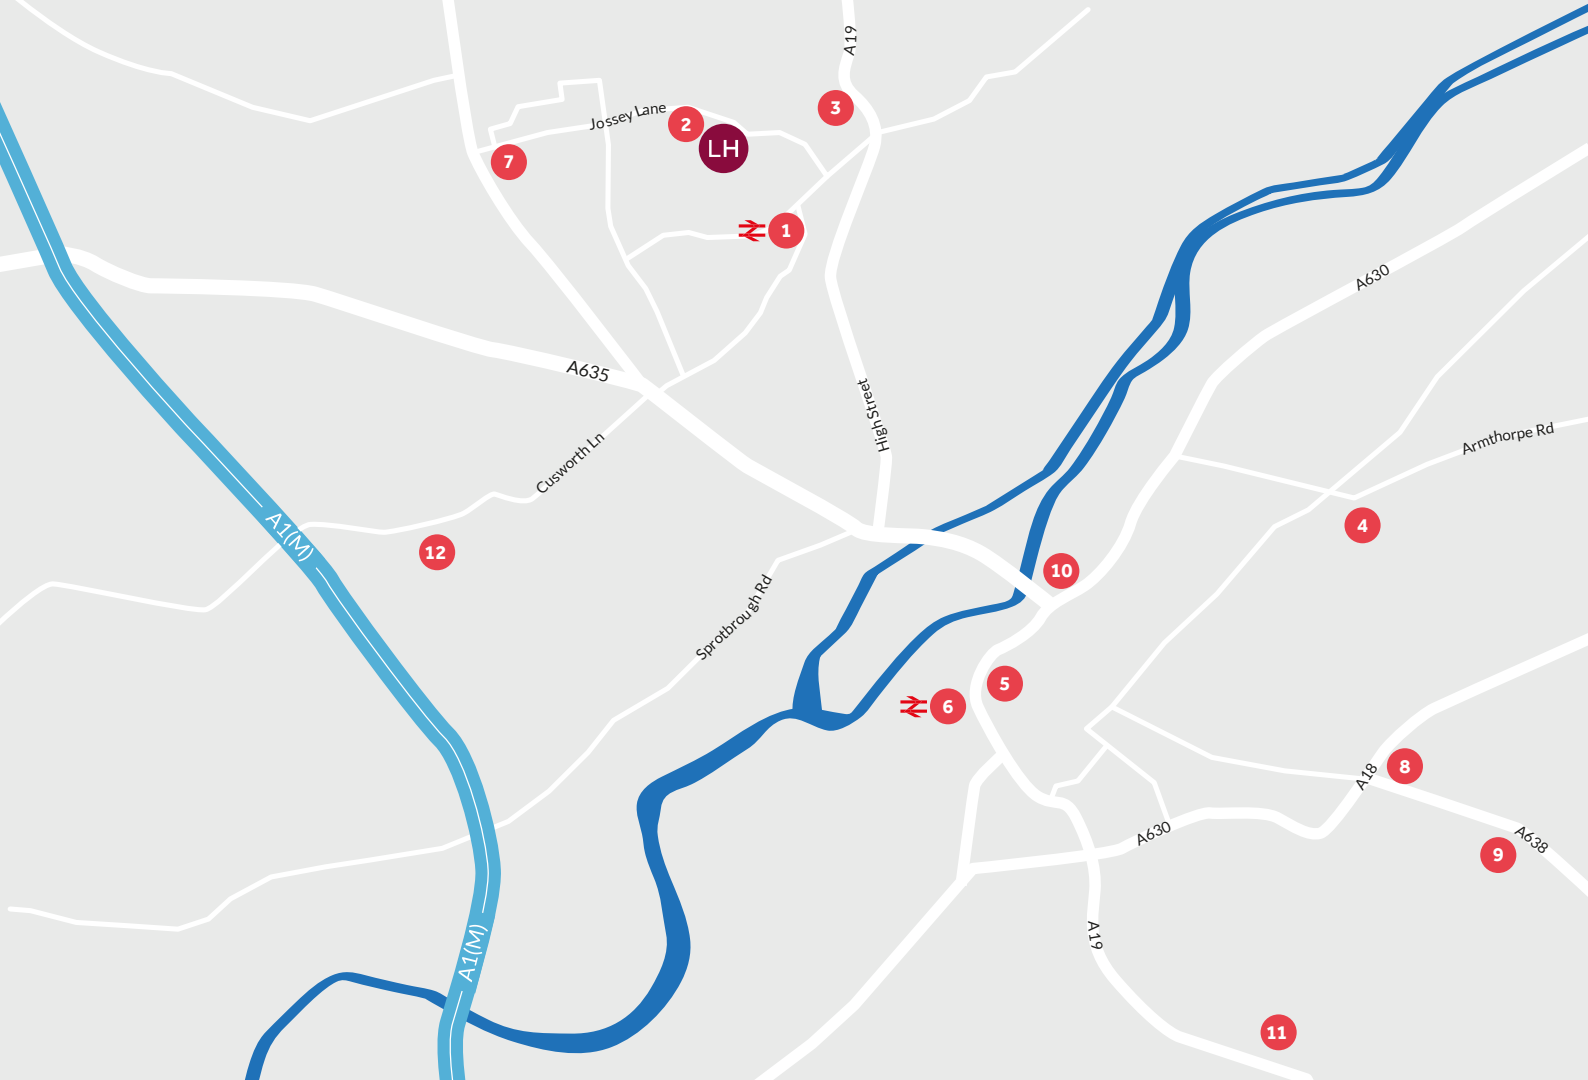 A19
3
Jossey Lane
2
LH
7
1
A630
A635
High Street
Armthorpe Rd
Cusworth Ln
4
A1(M)
12
10
Sprotbrough Rd
5
6
8
A18
A630
A638
9
A19
A1(M)
11